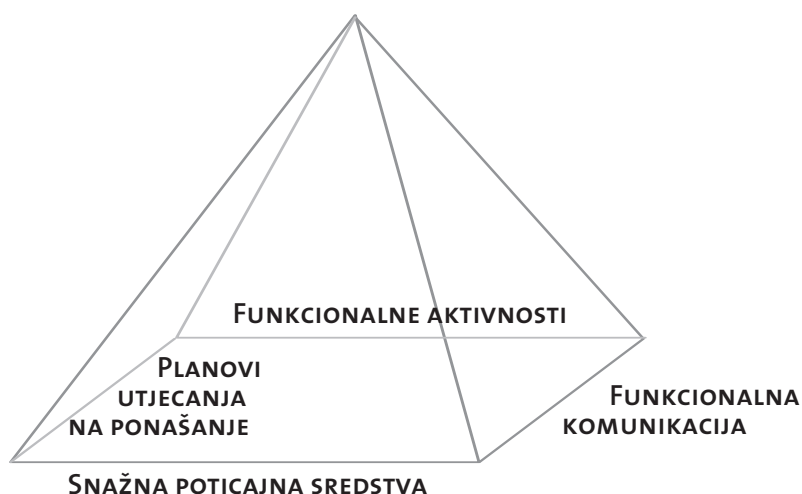 FUNKCIONALNE AKTIVNOSTI
PLANOVI
UTJECANJA
NA PONAŠANJE
FUNKCIONALNA
KOMUNIKACIJA
SNAŽNA POTICAJNA SREDSTVA